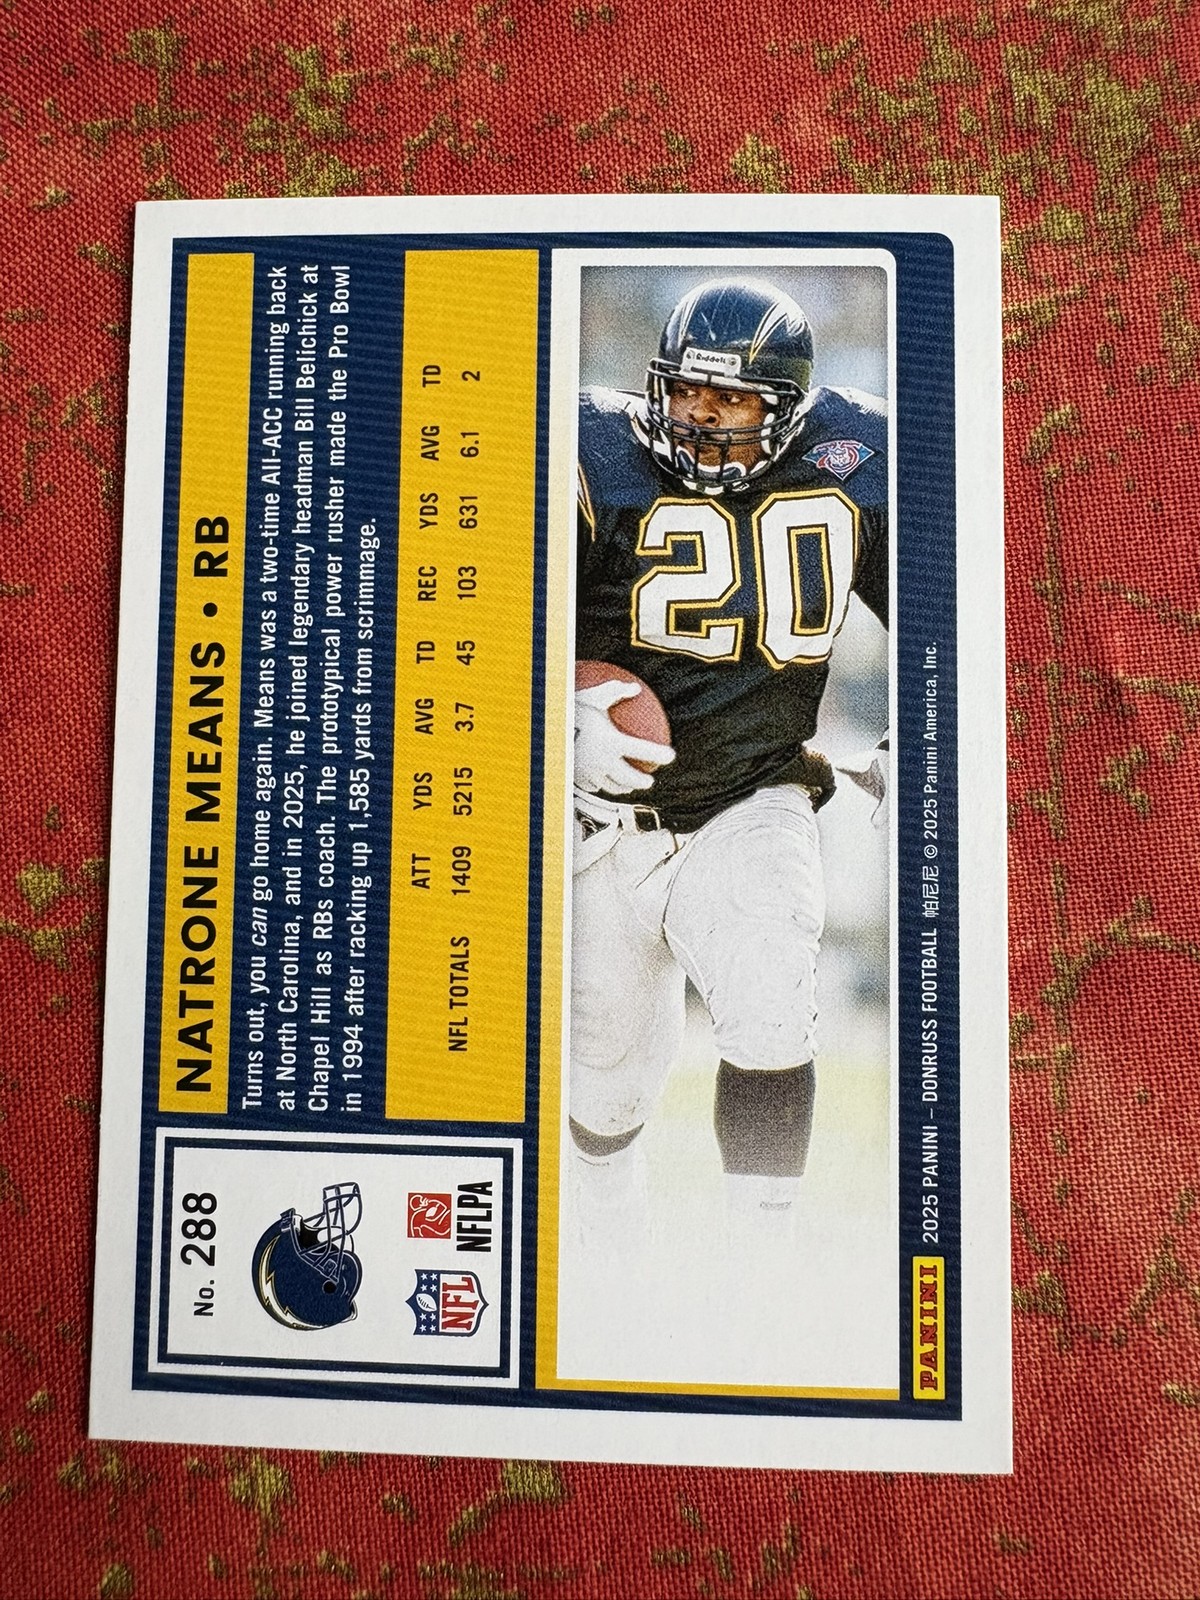 NATRONE MEANS • RB
Turns out, you can go home again. Means was a two-time All-ACC running back
at North Carolina, and in 2025, he joined legendary headman Bill Belichick at
Chapel Hill as RBs coach. The prototypical power rusher made the Pro Bowl
in 1994 after racking up 1,585 yards from scrimmage.
ATT YDS AVG TD REC YDS AVG TD
NFL TOTALS 1409 5215 3.7 45 103 631 6.1 2
No. 288
NFL
NFLPA
Riddell
20
PANINI
2025 PANINI – DONRUSS FOOTBALL 帕尼尼 © 2025 Panini America, Inc.